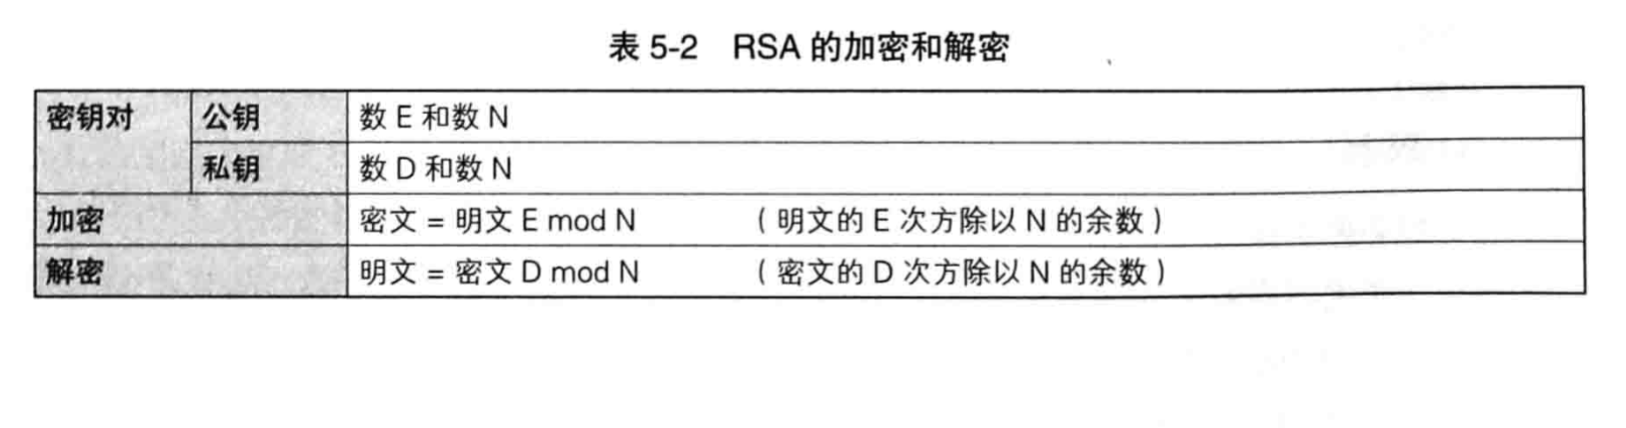 表 5-2 RSA 的加密和解密
密钥对 公钥 数 E 和数 N
私钥 数 D 和数 N
加密 密文 = 明文 E mod N （明文的 E 次方除以 N 的余数）
解密 明文 = 密文 D mod N （密文的 D 次方除以 N 的余数）